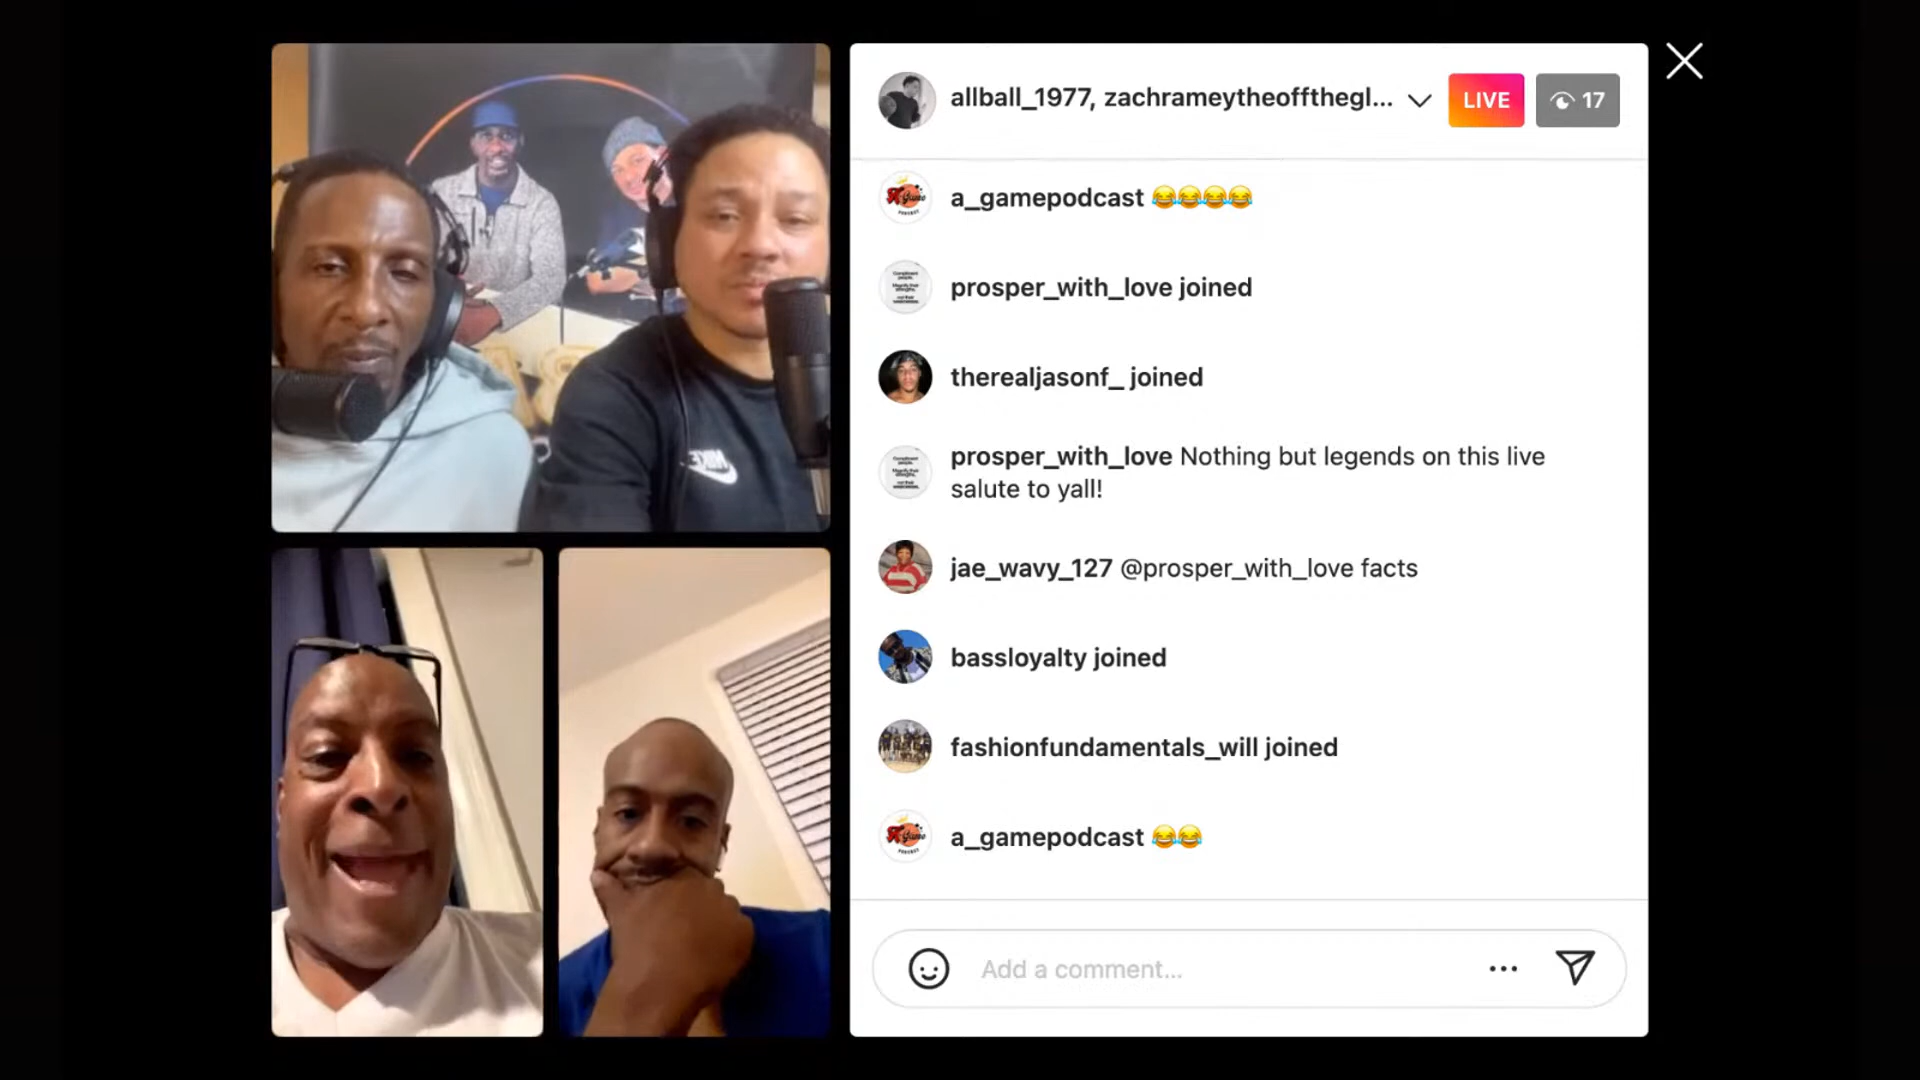 allball_1977, zachrameytheoffthegl...
LIVE
17
a_gamepodcast 😂😂😂😂
prosper_with_love joined
therealjasonf_ joined
prosper_with_love Nothing but legends on this live
salute to yall!
jae_wavy_127 @prosper_with_love facts
bassloyalty joined
fashionfundamentals_will joined
a_gamepodcast 😂😂
Add a comment...
NIKE